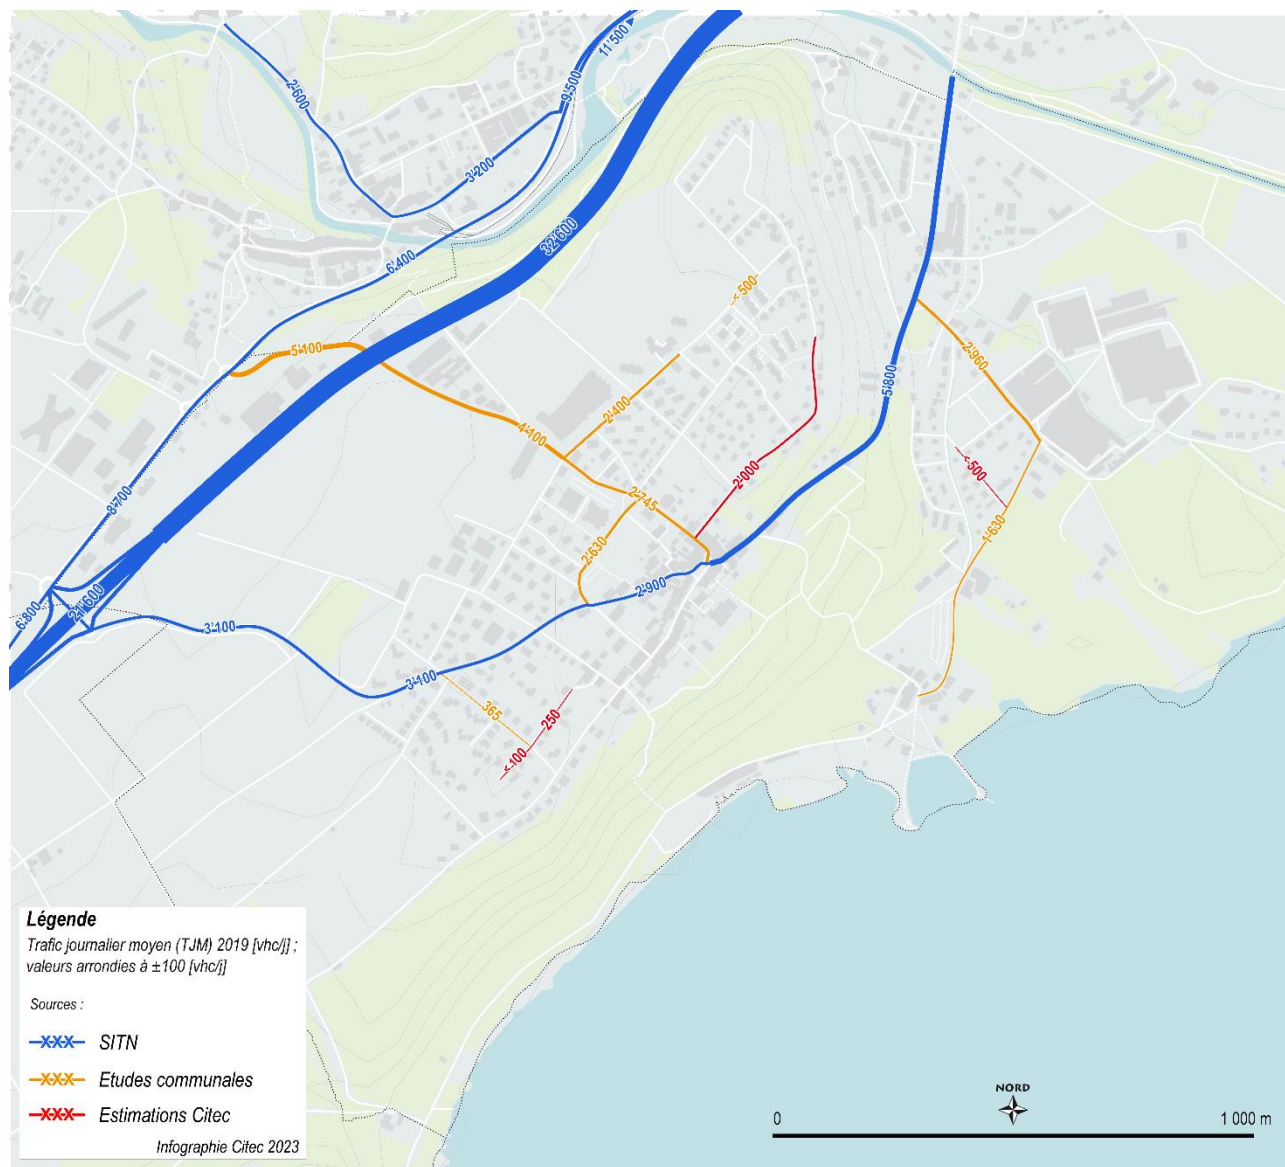 11'500
2'600
9'500
3'200
32'600
6'400
< 500
5'100
2'960
5'800
2'400
4'100
< 500
2'000
8'700
2'745
1'630
2'630
2'900
21'600
6'800
3'100
3'100
365
250
< 100
Légende
Trafic journalier moyen (TJM) 2019 [vhc/j] ;
valeurs arrondies à ±100 [vhc/j]
Sources :
XXX SITN
XXX Etudes communales
XXX Estimations Citec
Infographie Citec 2023
NORD
0 1 000 m